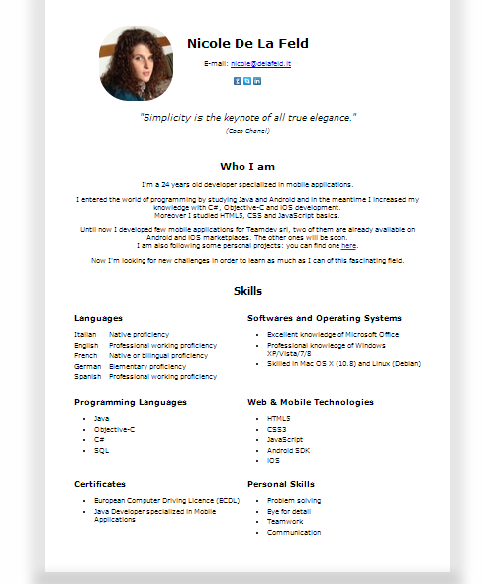 Nicole De La Feld
E-mail: nicole@delafeld.it
"Simplicity is the keynote of all true elegance."
(Coco Chanel)
Who I am
I'm a 24 years old developer specialized in mobile applications.
I entered the world of programming by studying Java and Android and in the meantime I increased my
knowledge with C#, Objective-C and iOS development.
Moreover I studied HTML5, CSS and JavaScript basics.
Until now I developed few mobile applications for Teamdev srl, two of them are already available on
Android and iOS marketplaces. The other ones will be soon.
I am also following some personal projects: you can find one here.
Now I'm looking for new challenges in order to learn as much as I can of this fascinating field.
Skills
Languages
Italian Native proficiency
English Professional working proficiency
French Native or bilingual proficiency
German Elementary proficiency
Spanish Professional working proficiency
Softwares and Operating Systems
Excellent knowledge of Microsoft Office
Professional knowledge of Windows
XP/Vista/7/8
Skilled in Mac OS X (10.8) and Linux (Debian)
Programming Languages
Java
Objective-C
C#
SQL
Web & Mobile Technologies
HTML5
CSS3
JavaScript
Android SDK
iOS
Certificates
European Computer Driving Licence (ECDL)
Java Developer specialized in Mobile
Applications
Personal Skills
Problem solving
Eye for detail
Teamwork
Communication